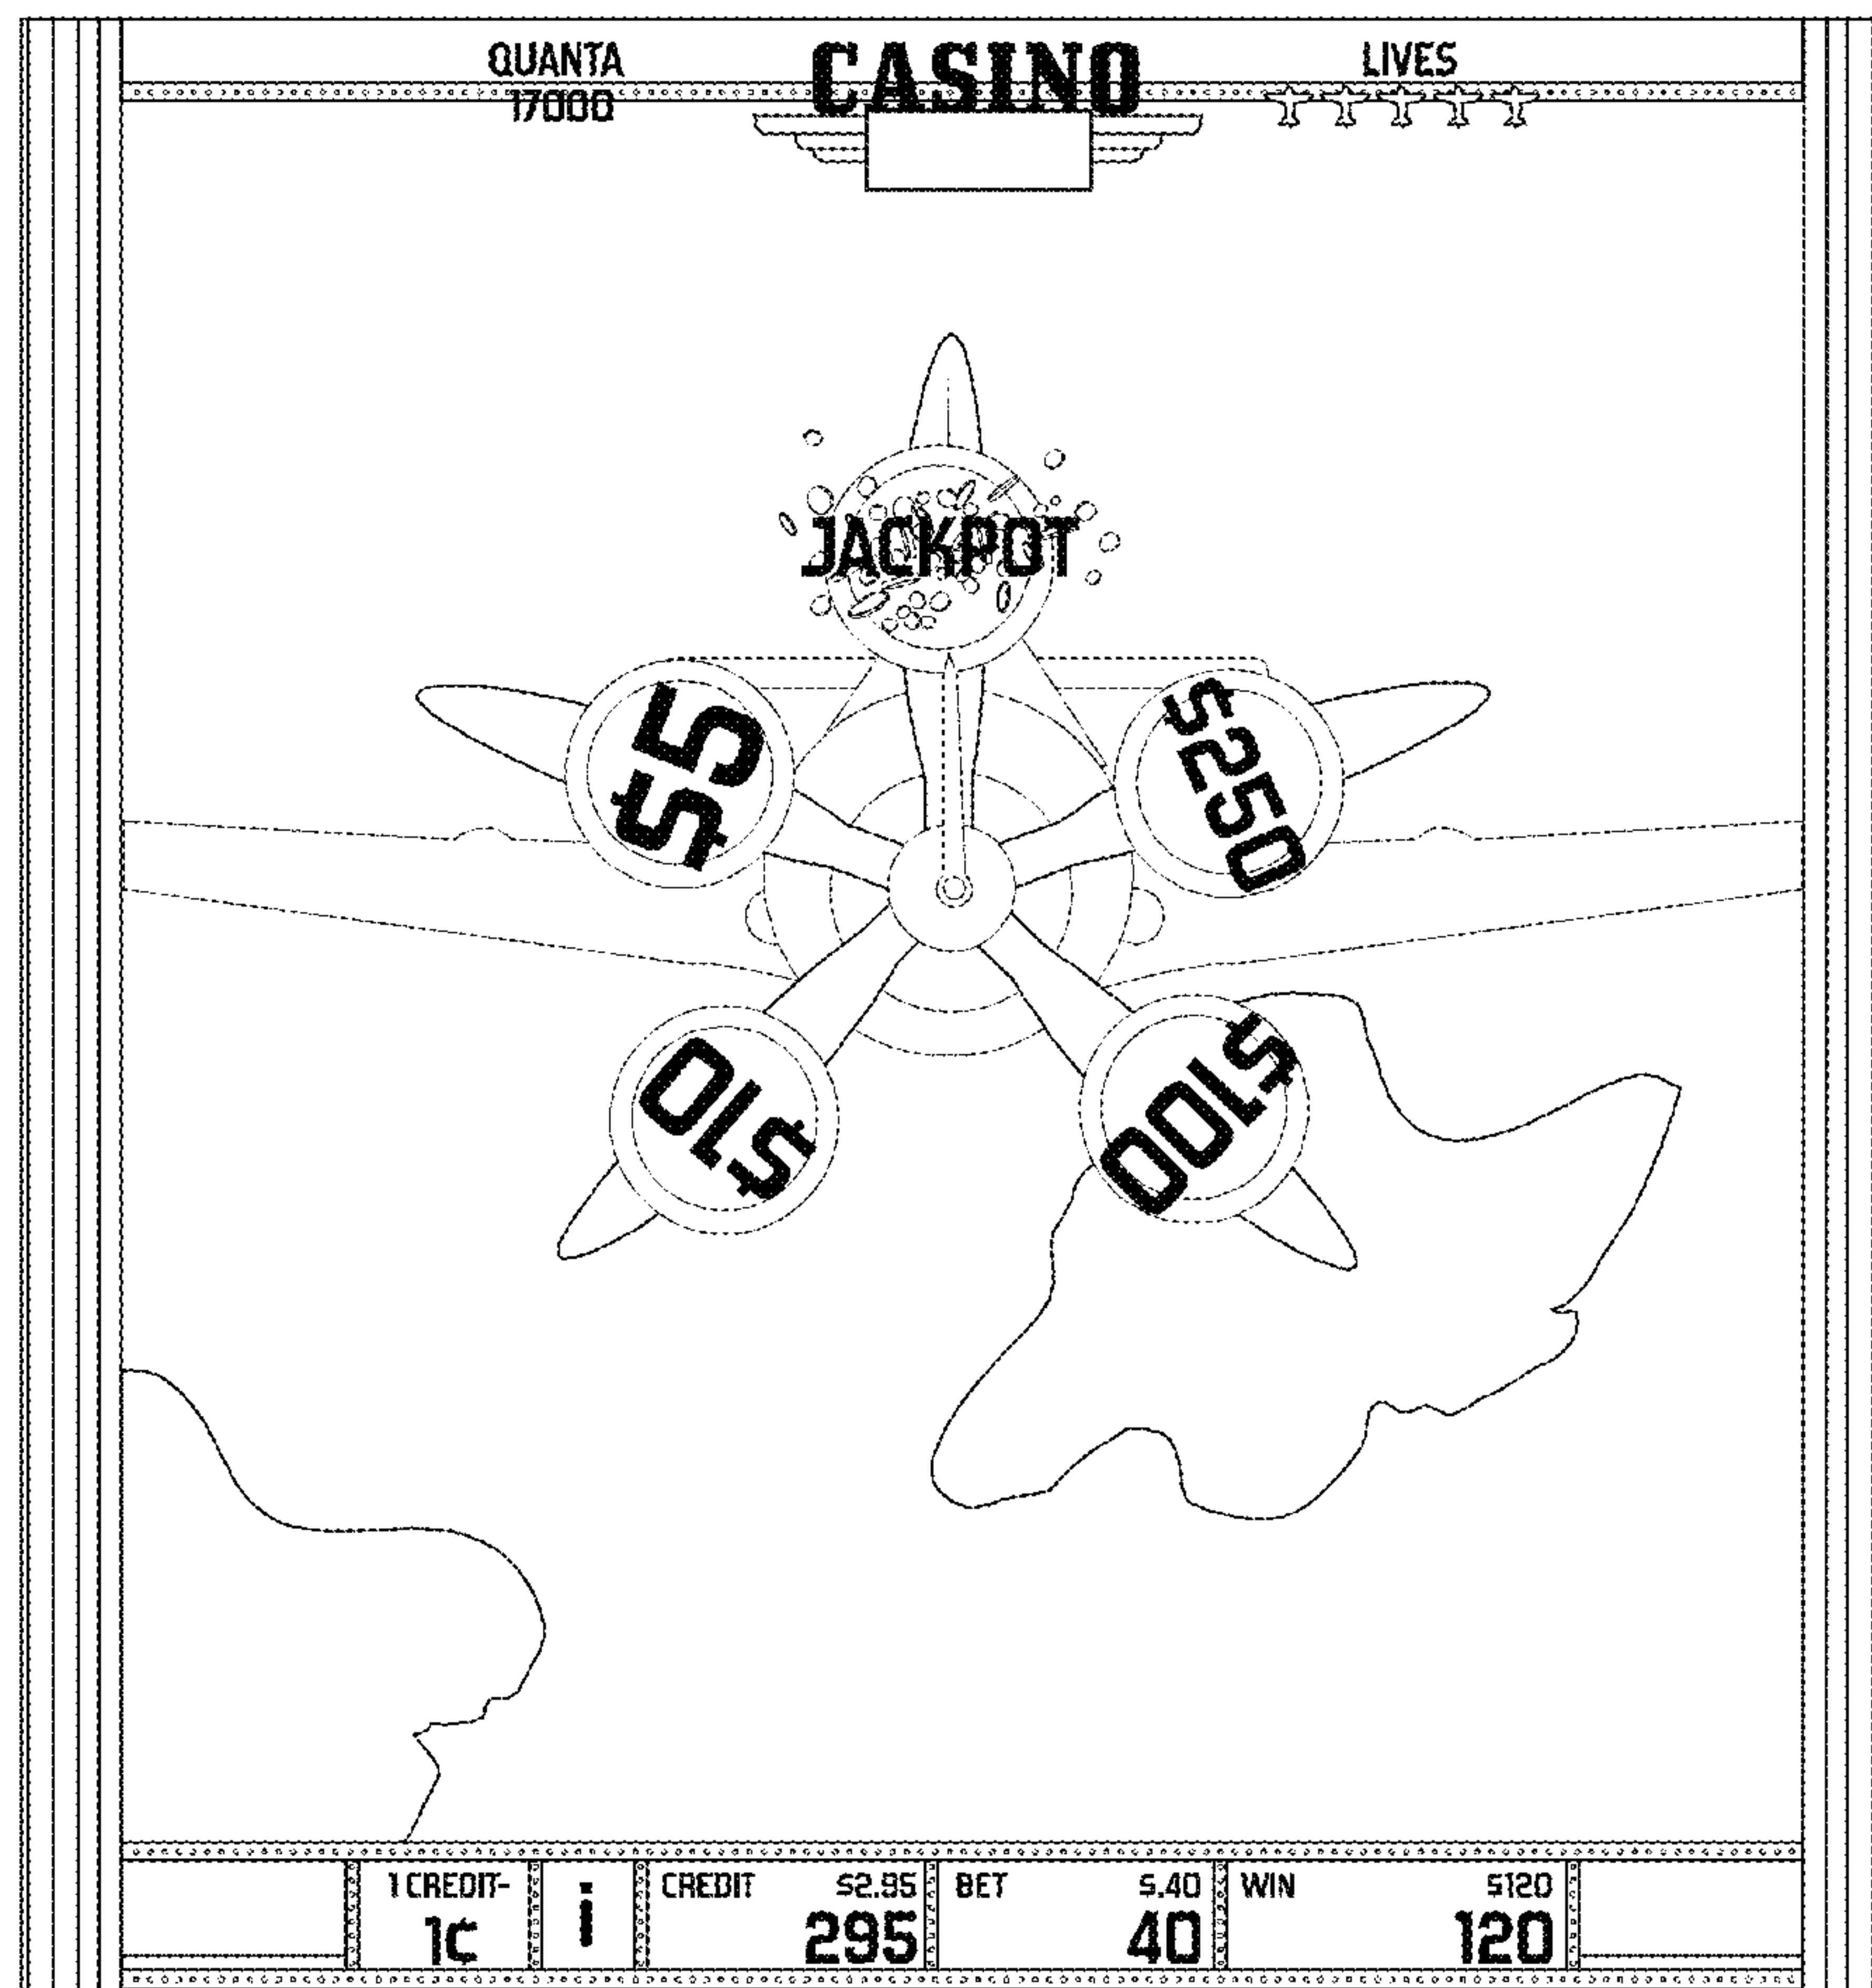 QUANTA
17000
CASINO
LIVES
JACKPOT
$5
$250
$10
$100
1 CREDIT-
1¢
i
CREDIT $2.95
295
BET $.40
40
WIN $120
120